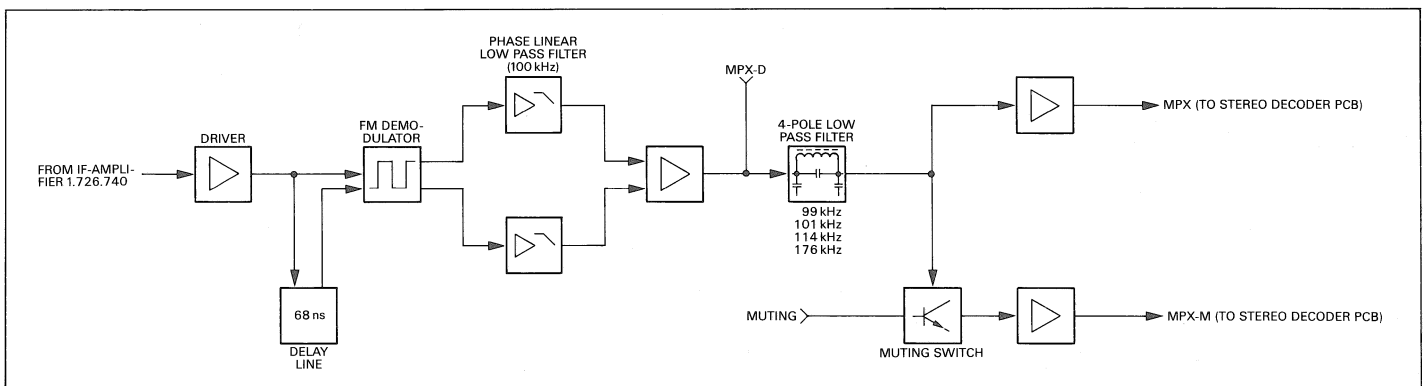 PHASE LINEAR
LOW PASS FILTER
(100 kHz)
MPX-D
4-POLE LOW
PASS FILTER
MPX (TO STEREO DECODER PCB)
FM DEMO-
DULATOR
DRIVER
FROM IF-AMPLI-
FIER 1.726.740
99 kHz
101 kHz
114 kHz
176 kHz
68 ns
DELAY
LINE
MUTING
MUTING SWITCH
MPX-M (TO STEREO DECODER PCB)